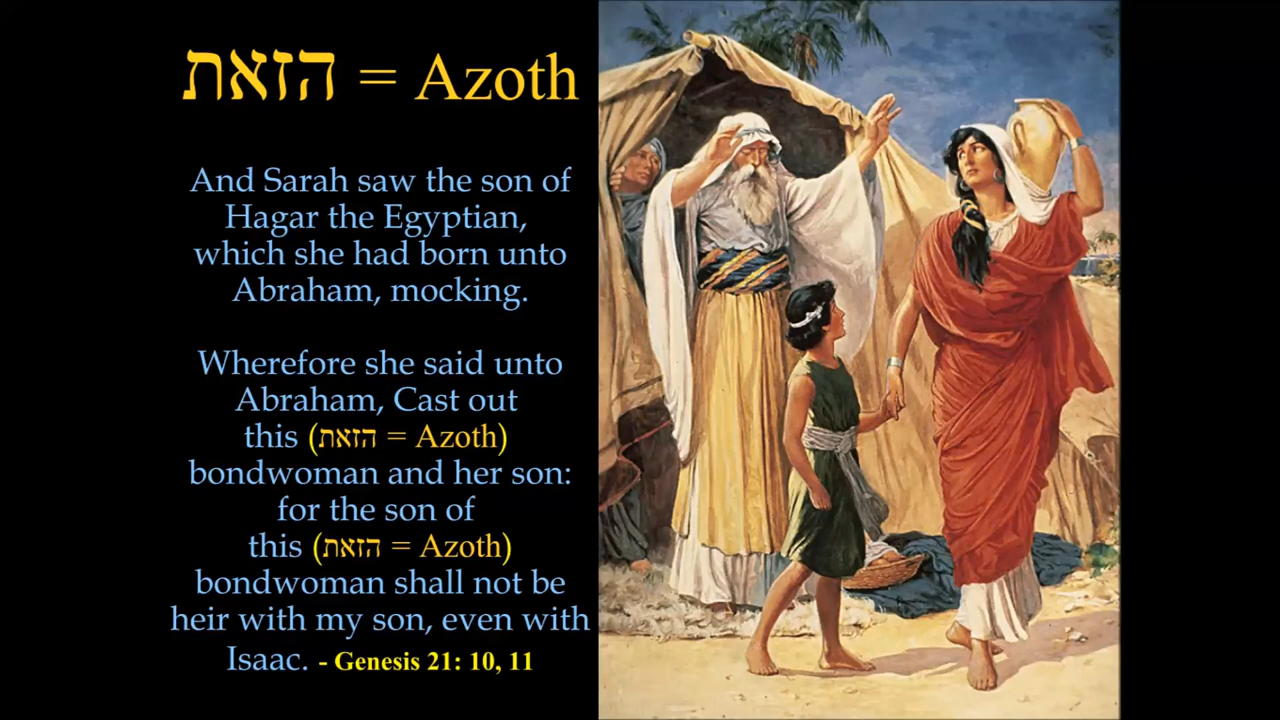 הזאת = Azoth
And Sarah saw the son of
Hagar the Egyptian,
which she had born unto
Abraham, mocking.
Wherefore she said unto
Abraham, Cast out
this (הזאת = Azoth)
bondwoman and her son:
for the son of
this (הזאת = Azoth)
bondwoman shall not be
heir with my son, even with
Isaac. - Genesis 21: 10, 11